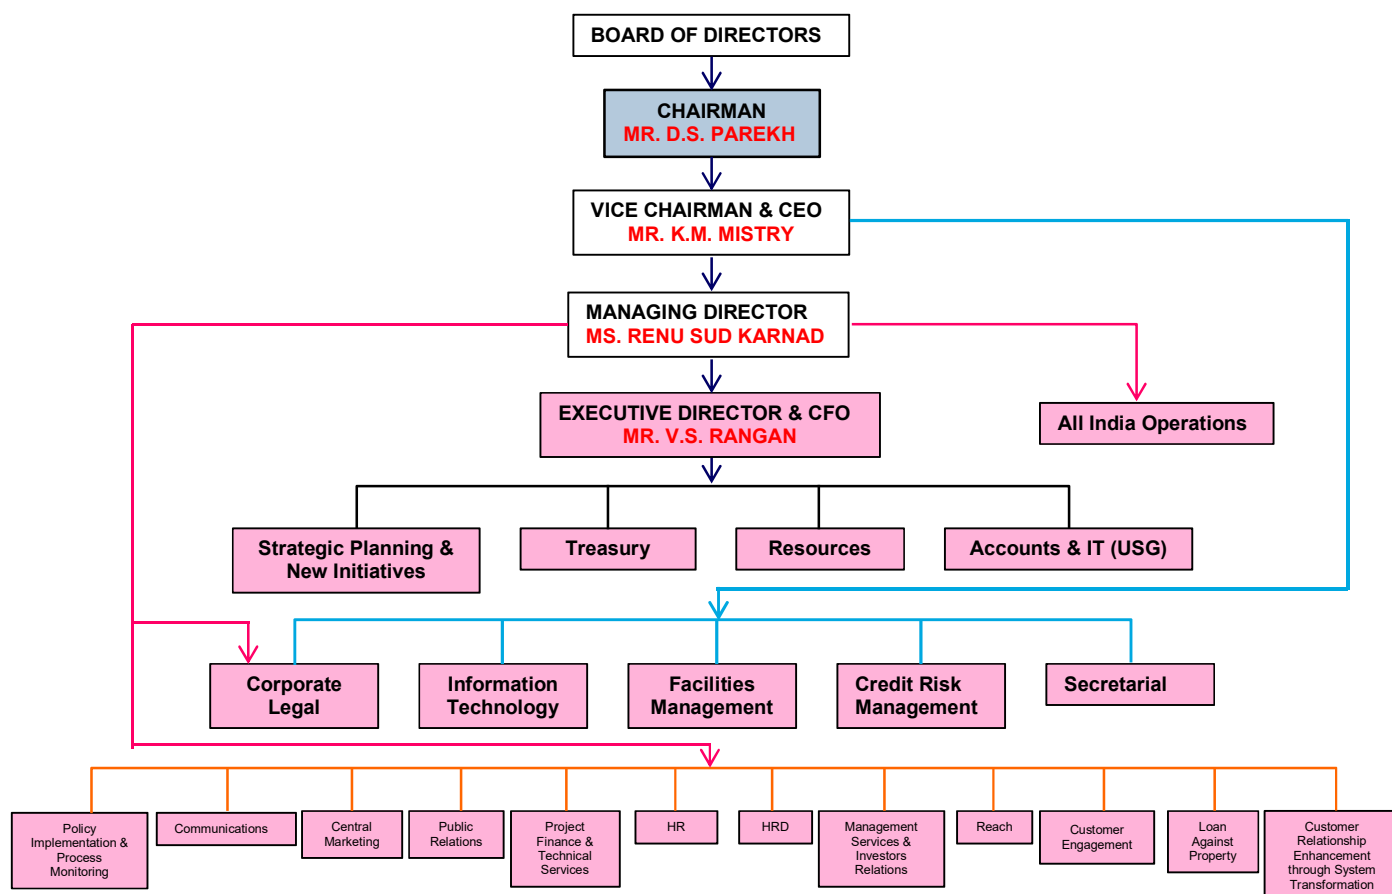 BOARD OF DIRECTORS
CHAIRMAN
MR. D.S. PAREKH
VICE CHAIRMAN & CEO
MR. K.M. MISTRY
MANAGING DIRECTOR
MS. RENU SUD KARNAD
EXECUTIVE DIRECTOR & CFO
MR. V.S. RANGAN
All India Operations
Strategic Planning &
New Initiatives
Treasury
Resources
Accounts & IT (USG)
Corporate
Legal
Information
Technology
Facilities
Management
Credit Risk
Management
Secretarial
Policy
Implementation &
Process
Monitoring
Communications
Central
Marketing
Public
Relations
Project
Finance &
Technical
Services
HR
HRD
Management
Services &
Investors
Relations
Reach
Customer
Engagement
Loan
Against
Property
Customer
Relationship
Enhancement
through System
Transformation